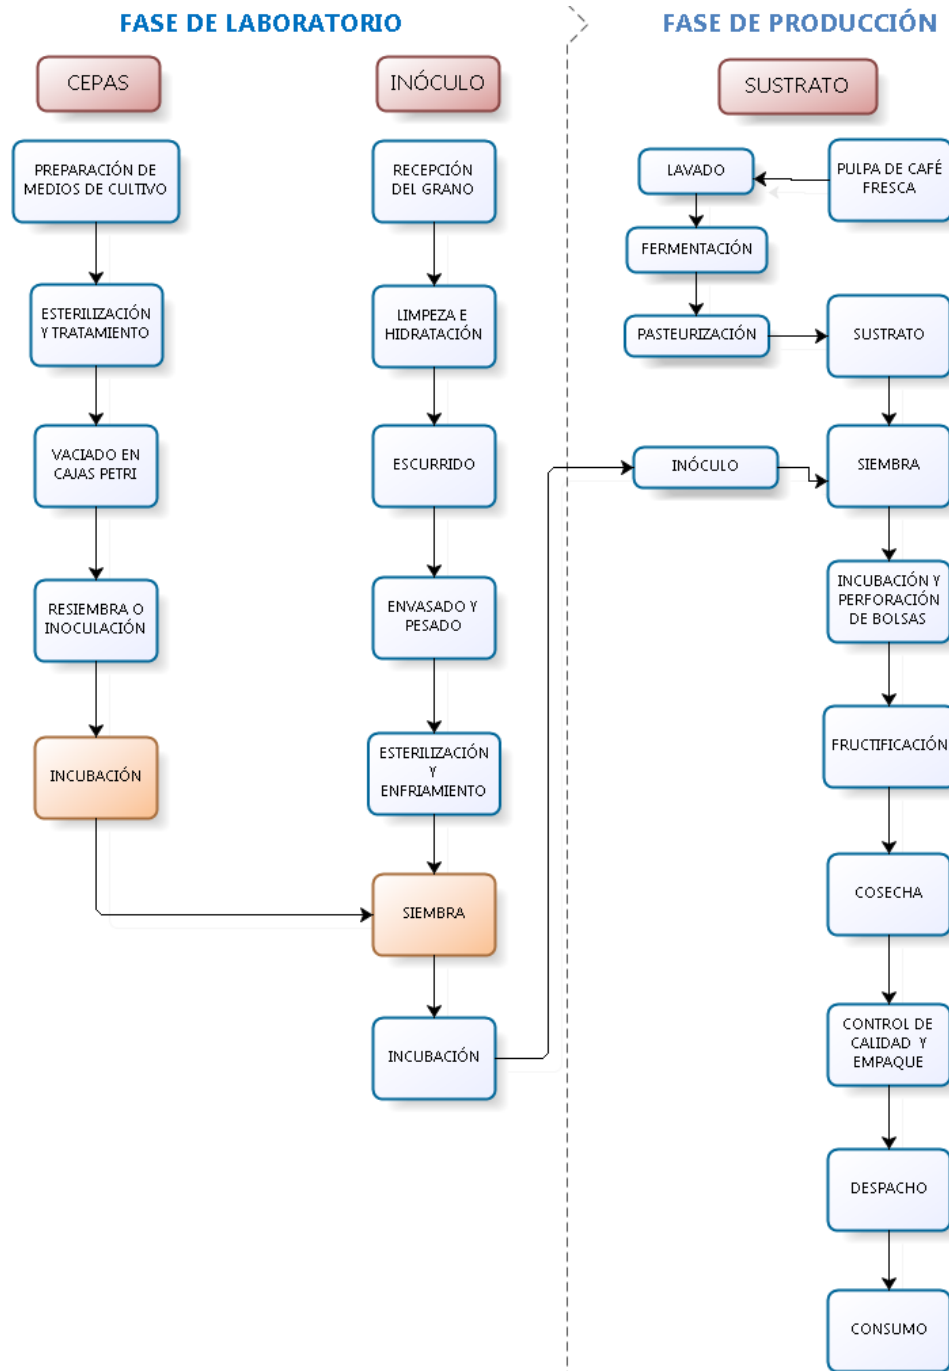 FASE DE LABORATORIO
CEPAS
PREPARACIÓN DE
MEDIOS DE CULTIVO
ESTERILIZACIÓN
Y TRATAMIENTO
VACIADO EN
CAJAS PETRI
RESIEMBRA O
INOCULACIÓN
INCUBACIÓN
INÓCULO
RECEPCIÓN
DEL GRANO
LIMPEZA E
HIDRATACIÓN
ESCURRIDO
ENVASADO Y
PESADO
ESTERILIZACIÓN
Y
ENFRIAMIENTO
SIEMBRA
INCUBACIÓN
FASE DE PRODUCCIÓN
SUSTRATO
PULPA DE CAFÉ
FRESCA
LAVADO
FERMENTACIÓN
PASTEURIZACIÓN
SUSTRATO
INÓCULO
SIEMBRA
INCUBACIÓN Y
PERFORACIÓN
DE BOLSAS
FRUCTIFICACIÓN
COSECHA
CONTROL DE
CALIDAD Y
EMPAQUE
DESPACHO
CONSUMO